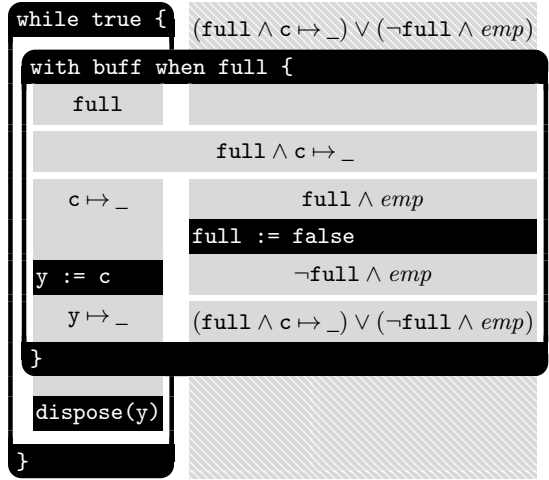 while true {
(full ∧ c ↦ _) ∨ (¬full ∧ emp)
with buff when full {
full
full ∧ c ↦ _
c ↦ _
full ∧ emp
full := false
y := c
¬full ∧ emp
y ↦ _
(full ∧ c ↦ _) ∨ (¬full ∧ emp)
}
dispose(y)
}